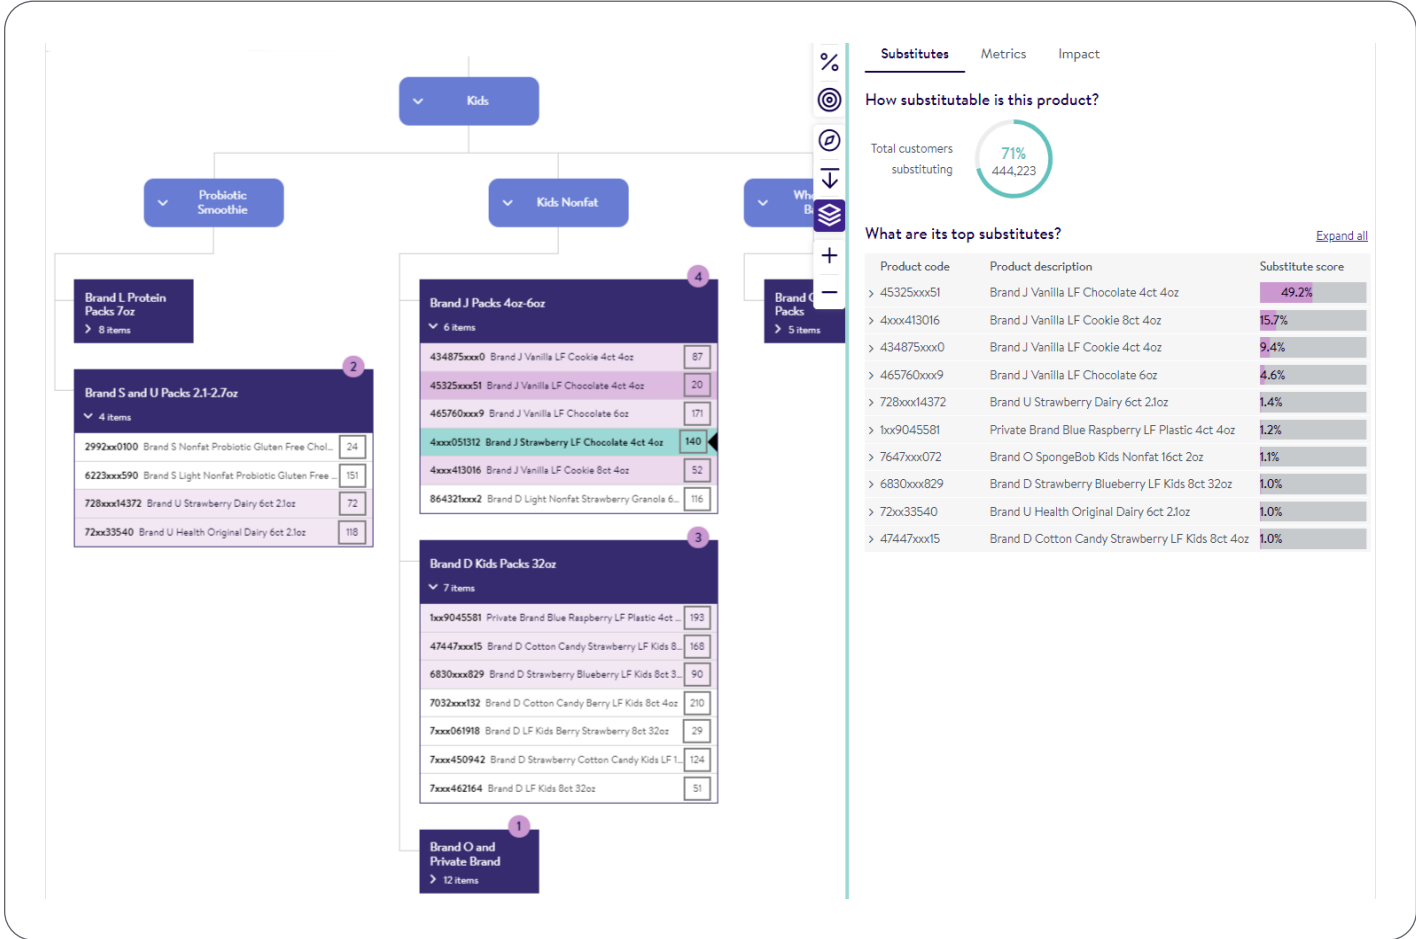 Kids
Probiotic
Smoothie
Kids Nonfat
Brand L Protein
Packs 7oz
8 items
2
Brand S and U Packs 2.1-2.7oz
4 items
2992xx0100 Brand S Nonfat Probiotic Gluten Free Chol... 24
6223xxx590 Brand S Light Nonfat Probiotic Gluten Free ... 151
728xxx14372 Brand U Strawberry Dairy 6ct 2.1oz 72
72xx33540 Brand U Health Original Dairy 6ct 2.1oz 118
4
Brand J Packs 4oz-6oz
6 items
434875xxx0 Brand J Vanilla LF Cookie 4ct 4oz 87
45325xxx51 Brand J Vanilla LF Chocolate 4ct 4oz 20
465760xxx9 Brand J Vanilla LF Chocolate 6oz 171
4xxx051312 Brand J Strawberry LF Chocolate 4ct 4oz 140
4xxx413016 Brand J Vanilla LF Cookie 8ct 4oz 52
864321xxx2 Brand D Light Nonfat Strawberry Granola 6... 116
3
Brand D Kids Packs 32oz
7 items
1xx9045581 Private Brand Blue Raspberry LF Plastic 4ct ... 193
47447xxx15 Brand D Cotton Candy Strawberry LF Kids 8... 168
6830xxx829 Brand D Strawberry Blueberry LF Kids 8ct 3... 90
7032xxx132 Brand D Cotton Candy Berry LF Kids 8ct 4oz 210
7xxx061918 Brand D LF Kids Berry Strawberry 8ct 32oz 29
7xxx450942 Brand D Strawberry Cotton Candy Kids LF 1... 124
7xxx462164 Brand D LF Kids 8ct 32oz 51
1
Brand O and
Private Brand
12 items
Brand
Packs
5 items
Substitutes Metrics Impact
How substitutable is this product?
Total customers
substituting
71%
444,223
What are its top substitutes? Expand all
Product code Product description Substitute score
45325xxx51 Brand J Vanilla LF Chocolate 4ct 4oz 49.2%
4xxx413016 Brand J Vanilla LF Cookie 8ct 4oz 15.7%
434875xxx0 Brand J Vanilla LF Cookie 4ct 4oz 9.4%
465760xxx9 Brand J Vanilla LF Chocolate 6oz 4.6%
728xxx14372 Brand U Strawberry Dairy 6ct 2.1oz 1.4%
1xx9045581 Private Brand Blue Raspberry LF Plastic 4ct 4oz 1.2%
7647xxx072 Brand O SpongeBob Kids Nonfat 16ct 2oz 1.1%
6830xxx829 Brand D Strawberry Blueberry LF Kids 8ct 32oz 1.0%
72xx33540 Brand U Health Original Dairy 6ct 2.1oz 1.0%
47447xxx15 Brand D Cotton Candy Strawberry LF Kids 8ct 4oz 1.0%